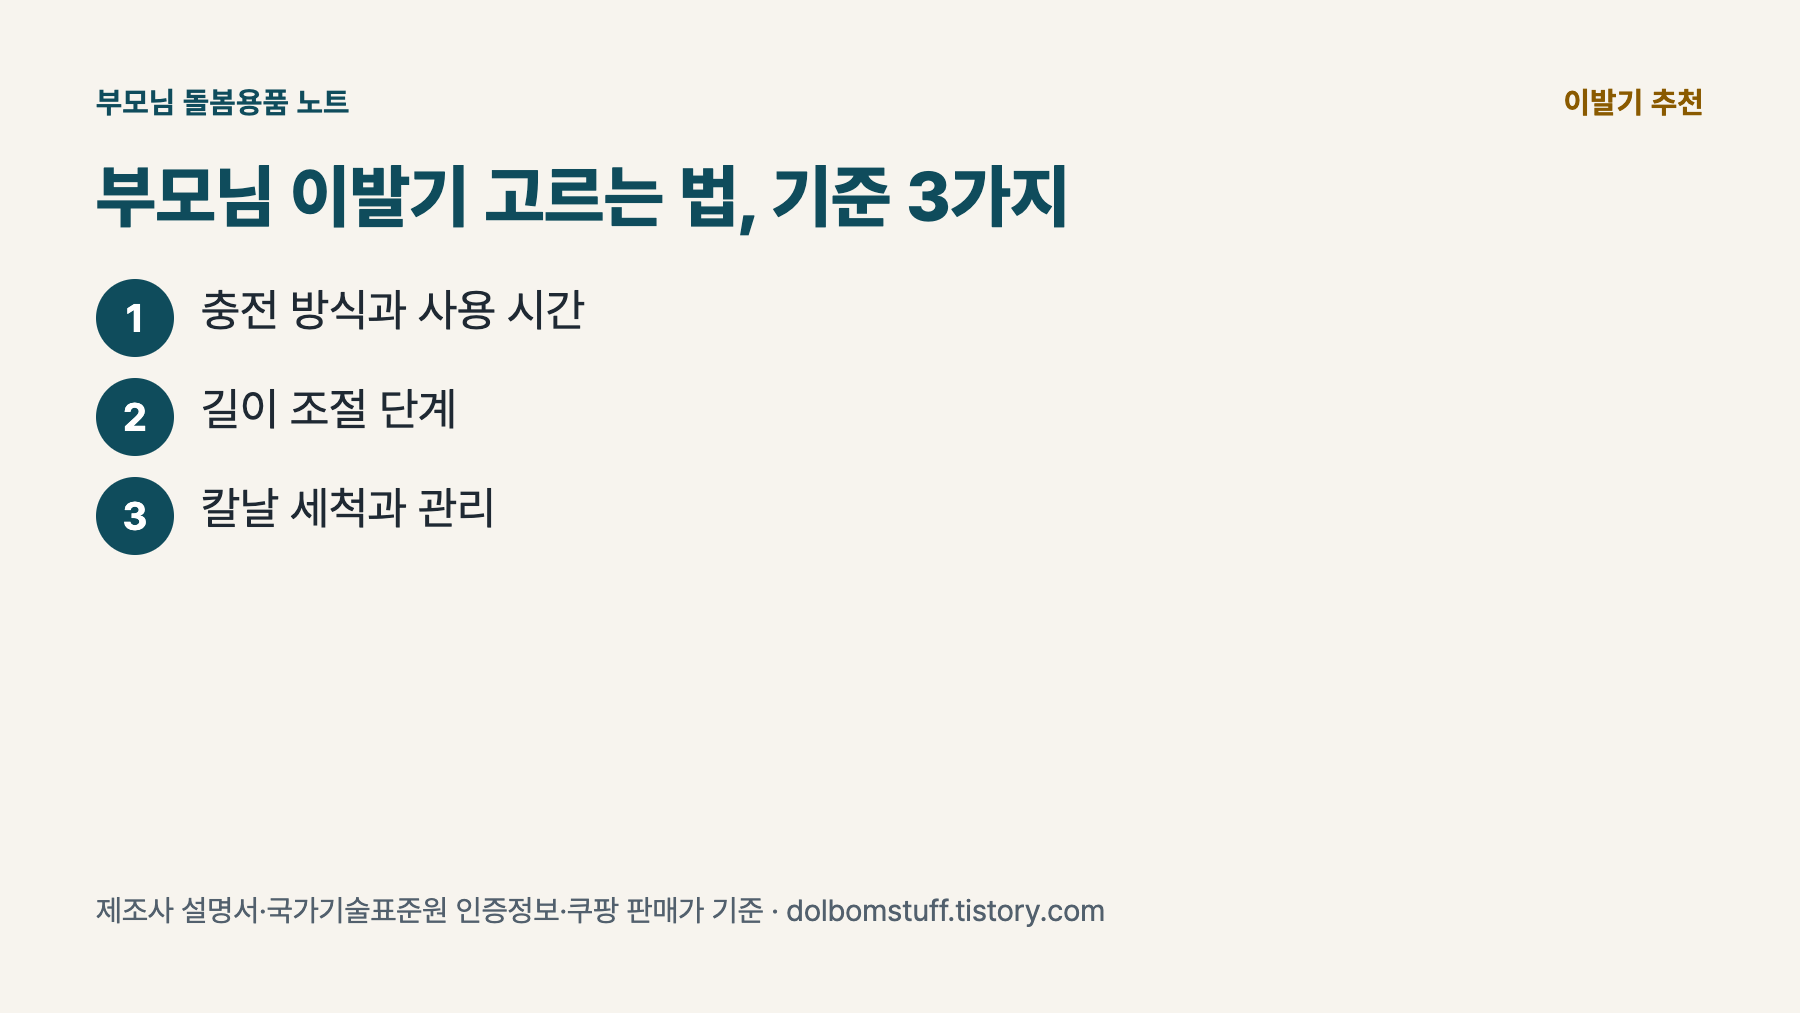 부모님 돌봄용품 노트
이발기 추천
부모님 이발기 고르는 법, 기준 3가지
1 충전 방식과 사용 시간
2 길이 조절 단계
3 칼날 세척과 관리
제조사 설명서·국가기술표준원 인증정보·쿠팡 판매가 기준 · dolbomstuff.tistory.com